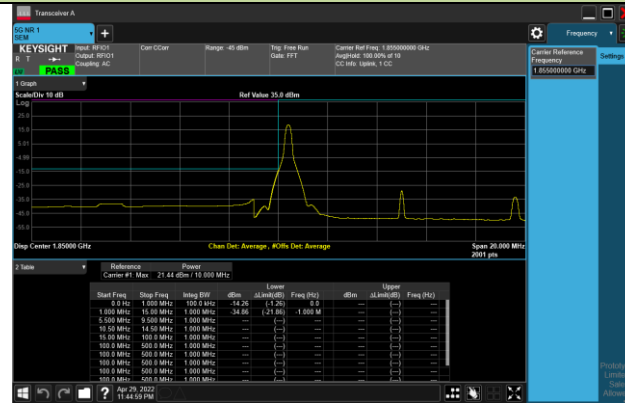 Transceiver A
5G NR 1
SEM
Frequency
KEYSIGHT
R T
PASS
Input: RFIO1
Output: RFIO1
Coupling: AC
Corr CCorr
Range: -45 dBm
Trig: Free Run
Gate: FFT
Carrier Ref Freq: 1.855000000 GHz
Avg|Hold: 100.00% of 10
CC Info: Uplink, 1 CC
Carrier Reference
Frequency
1.855000000 GHz
Settings
1 Graph
Scale/Div 10 dB
Ref Value 35.0 dBm
Log
25.0
15.0
5.01
-4.99
-15.0
-25.0
-35.0
-45.0
-55.0
Disp Center 1.85000 GHz
Chan Det: Average , #Offs Det: Average
Span 20.000 MHz
2001 pts
2 Table
Reference Power
Carrier #1: Max 21.44 dBm / 10.000 MHz
Lower Upper
Start Freq Stop Freq Integ BW dBm ΔLimit(dB) Freq (Hz) dBm ΔLimit(dB) Freq (Hz)
0.0 Hz 1.000 MHz 100.0 kHz -14.26 (-1.26) 0.0 --- (---) ---
1.000 MHz 15.00 MHz 1.000 MHz -34.86 (-21.86) -1.000 M --- (---) ---
5.500 MHz 9.500 MHz 1.000 MHz --- (---) --- --- (---) ---
10.50 MHz 14.50 MHz 1.000 MHz --- (---) --- --- (---) ---
15.00 MHz 100.0 MHz 1.000 MHz --- (---) --- --- (---) ---
100.0 MHz 500.0 MHz 1.000 MHz --- (---) --- --- (---) ---
100.0 MHz 500.0 MHz 1.000 MHz --- (---) --- --- (---) ---
100.0 MHz 500.0 MHz 1.000 MHz --- (---) --- --- (---) ---
100.0 MHz 500.0 MHz 1.000 MHz --- (---) --- --- (---) ---
100.0 MHz 500.0 MHz 1.000 MHz --- (---) ---
?
Apr 29, 2022
11:44:59 PM